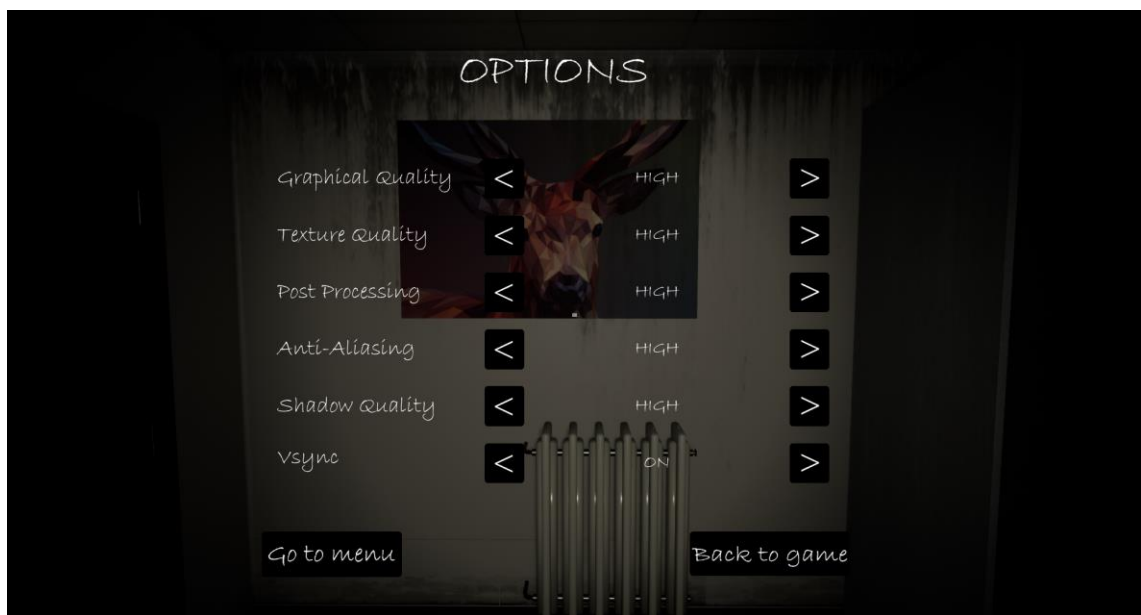 OPTIONS
Graphical Quality < HIGH >
Texture Quality < HIGH >
Post Processing < HIGH >
Anti-Aliasing < HIGH >
Shadow Quality < HIGH >
Vsync < ON >
Go to menu Back to game